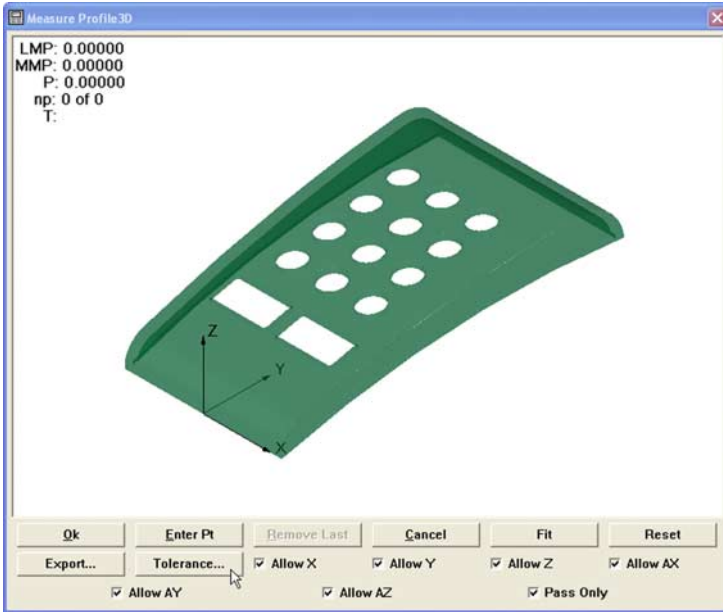 Measure Profile3D
LMP: 0.00000
MMP: 0.00000
P: 0.00000
np: 0 of 0
T:
Z
Y
X
Ok Enter Pt Remove Last Cancel Fit Reset
Export... Tolerance... Allow X Allow Y Allow Z Allow AX
Allow AY Allow AZ Pass Only